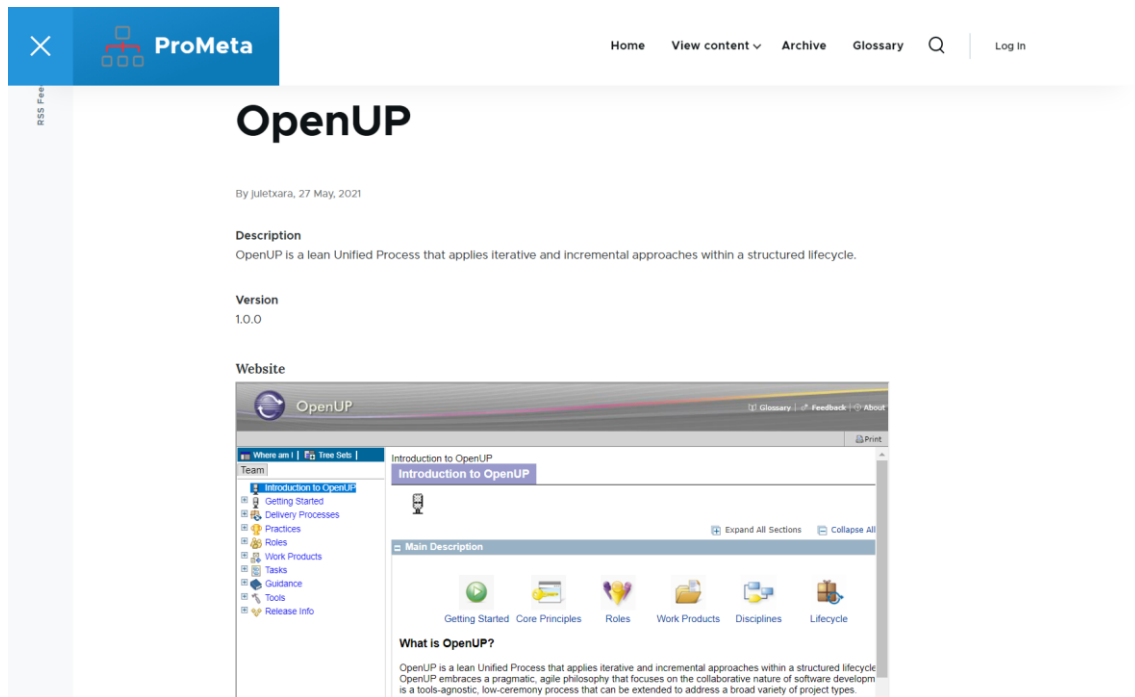 ProMeta
Home View content Archive Glossary Log In
RSS Fee
OpenUP
By juletxara, 27 May, 2021
Description
OpenUP is a lean Unified Process that applies iterative and incremental approaches within a structured lifecycle.
Version
1.0.0
Website
OpenUP
Glossary | Feedback | About
Print
Where am I | Tree Sets |
Team
Introduction to OpenUP
Getting Started
Delivery Processes
Practices
Roles
Work Products
Tasks
Guidance
Tools
Release Info
Introduction to OpenUP
Introduction to OpenUP
Expand All Sections Collapse All
Main Description
Getting Started Core Principles Roles Work Products Disciplines Lifecycle
What is OpenUP?
OpenUP is a lean Unified Process that applies iterative and incremental approaches within a structured lifecycle
OpenUP embraces a pragmatic, agile philosophy that focuses on the collaborative nature of software developm
is a tools-agnostic, low-ceremony process that can be extended to address a broad variety of project types.